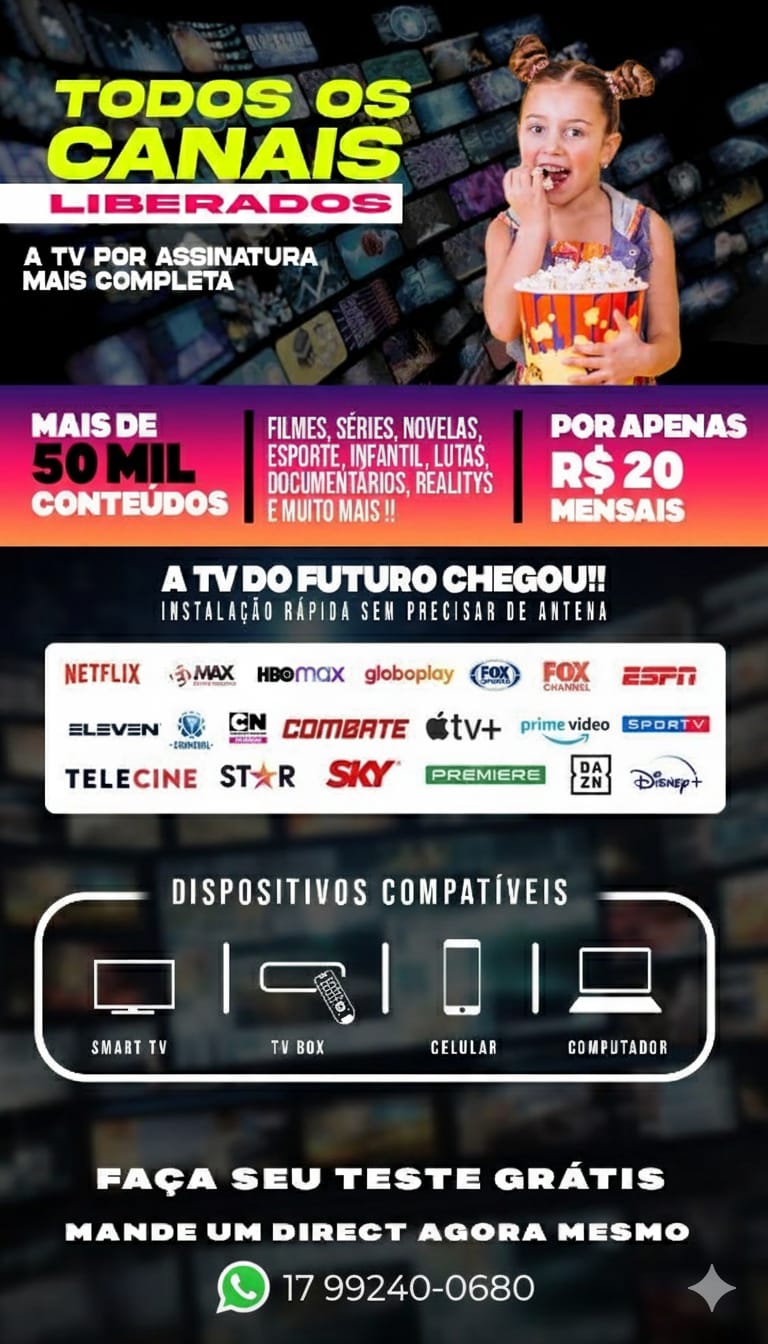 TODOS OS
CANAIS
LIBERADOS
A TV POR ASSINATURA
MAIS COMPLETA
MAIS DE
50 MIL
CONTEÚDOS
FILMES, SÉRIES, NOVELAS,
ESPORTE, INFANTIL, LUTAS,
DOCUMENTÁRIOS, REALITYS
E MUITO MAIS !!
POR APENAS
R$ 20
MENSAIS
A TV DO FUTURO CHEGOU!!
INSTALAÇÃO RÁPIDA SEM PRECISAR DE ANTENA
NETFLIX MAX HBOmax globoplay FOX SPORTS FOX CHANNEL ESPN
ELEVEN CN COMBATE tv+ prime video SPORTV
TELECINE STAR SKY PREMIERE DAZN Disney+
DISPOSITIVOS COMPATÍVEIS
SMART TV TV BOX CELULAR COMPUTADOR
FAÇA SEU TESTE GRÁTIS
MANDE UM DIRECT AGORA MESMO
17 99240-0680